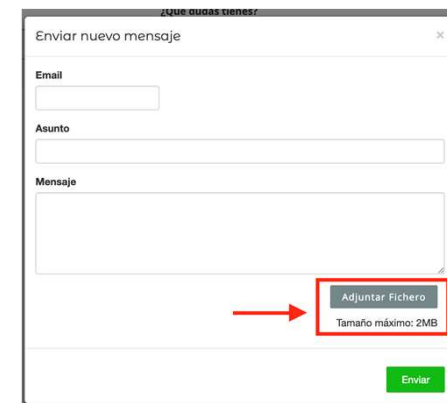 ¿Qué dudas tienes?
Enviar nuevo mensaje
×
Email
Asunto
Mensaje
Adjuntar Fichero
Tamaño máximo: 2MB
Enviar